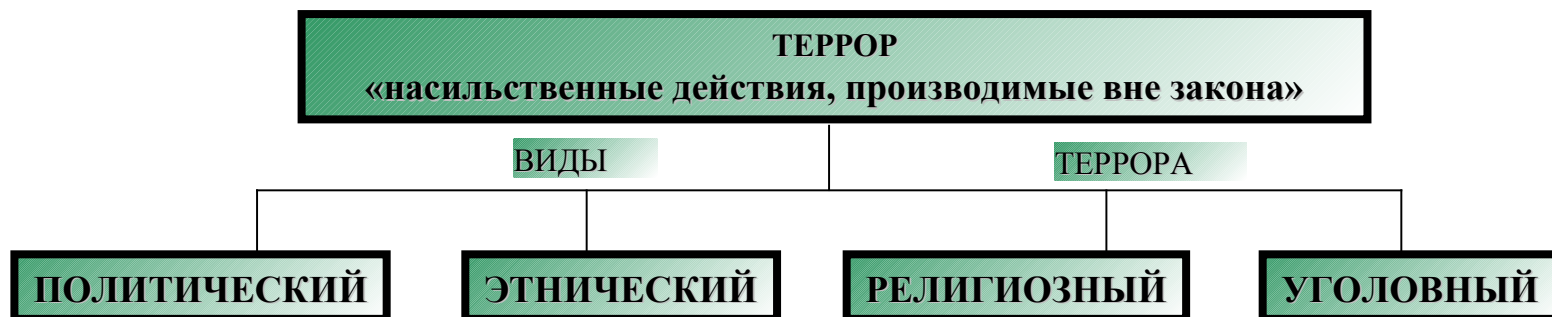 ТЕРРОР
«насильственные действия, производимые вне закона»
ВИДЫ ТЕРРОРА
ПОЛИТИЧЕСКИЙ ЭТНИЧЕСКИЙ РЕЛИГИОЗНЫЙ УГОЛОВНЫЙ